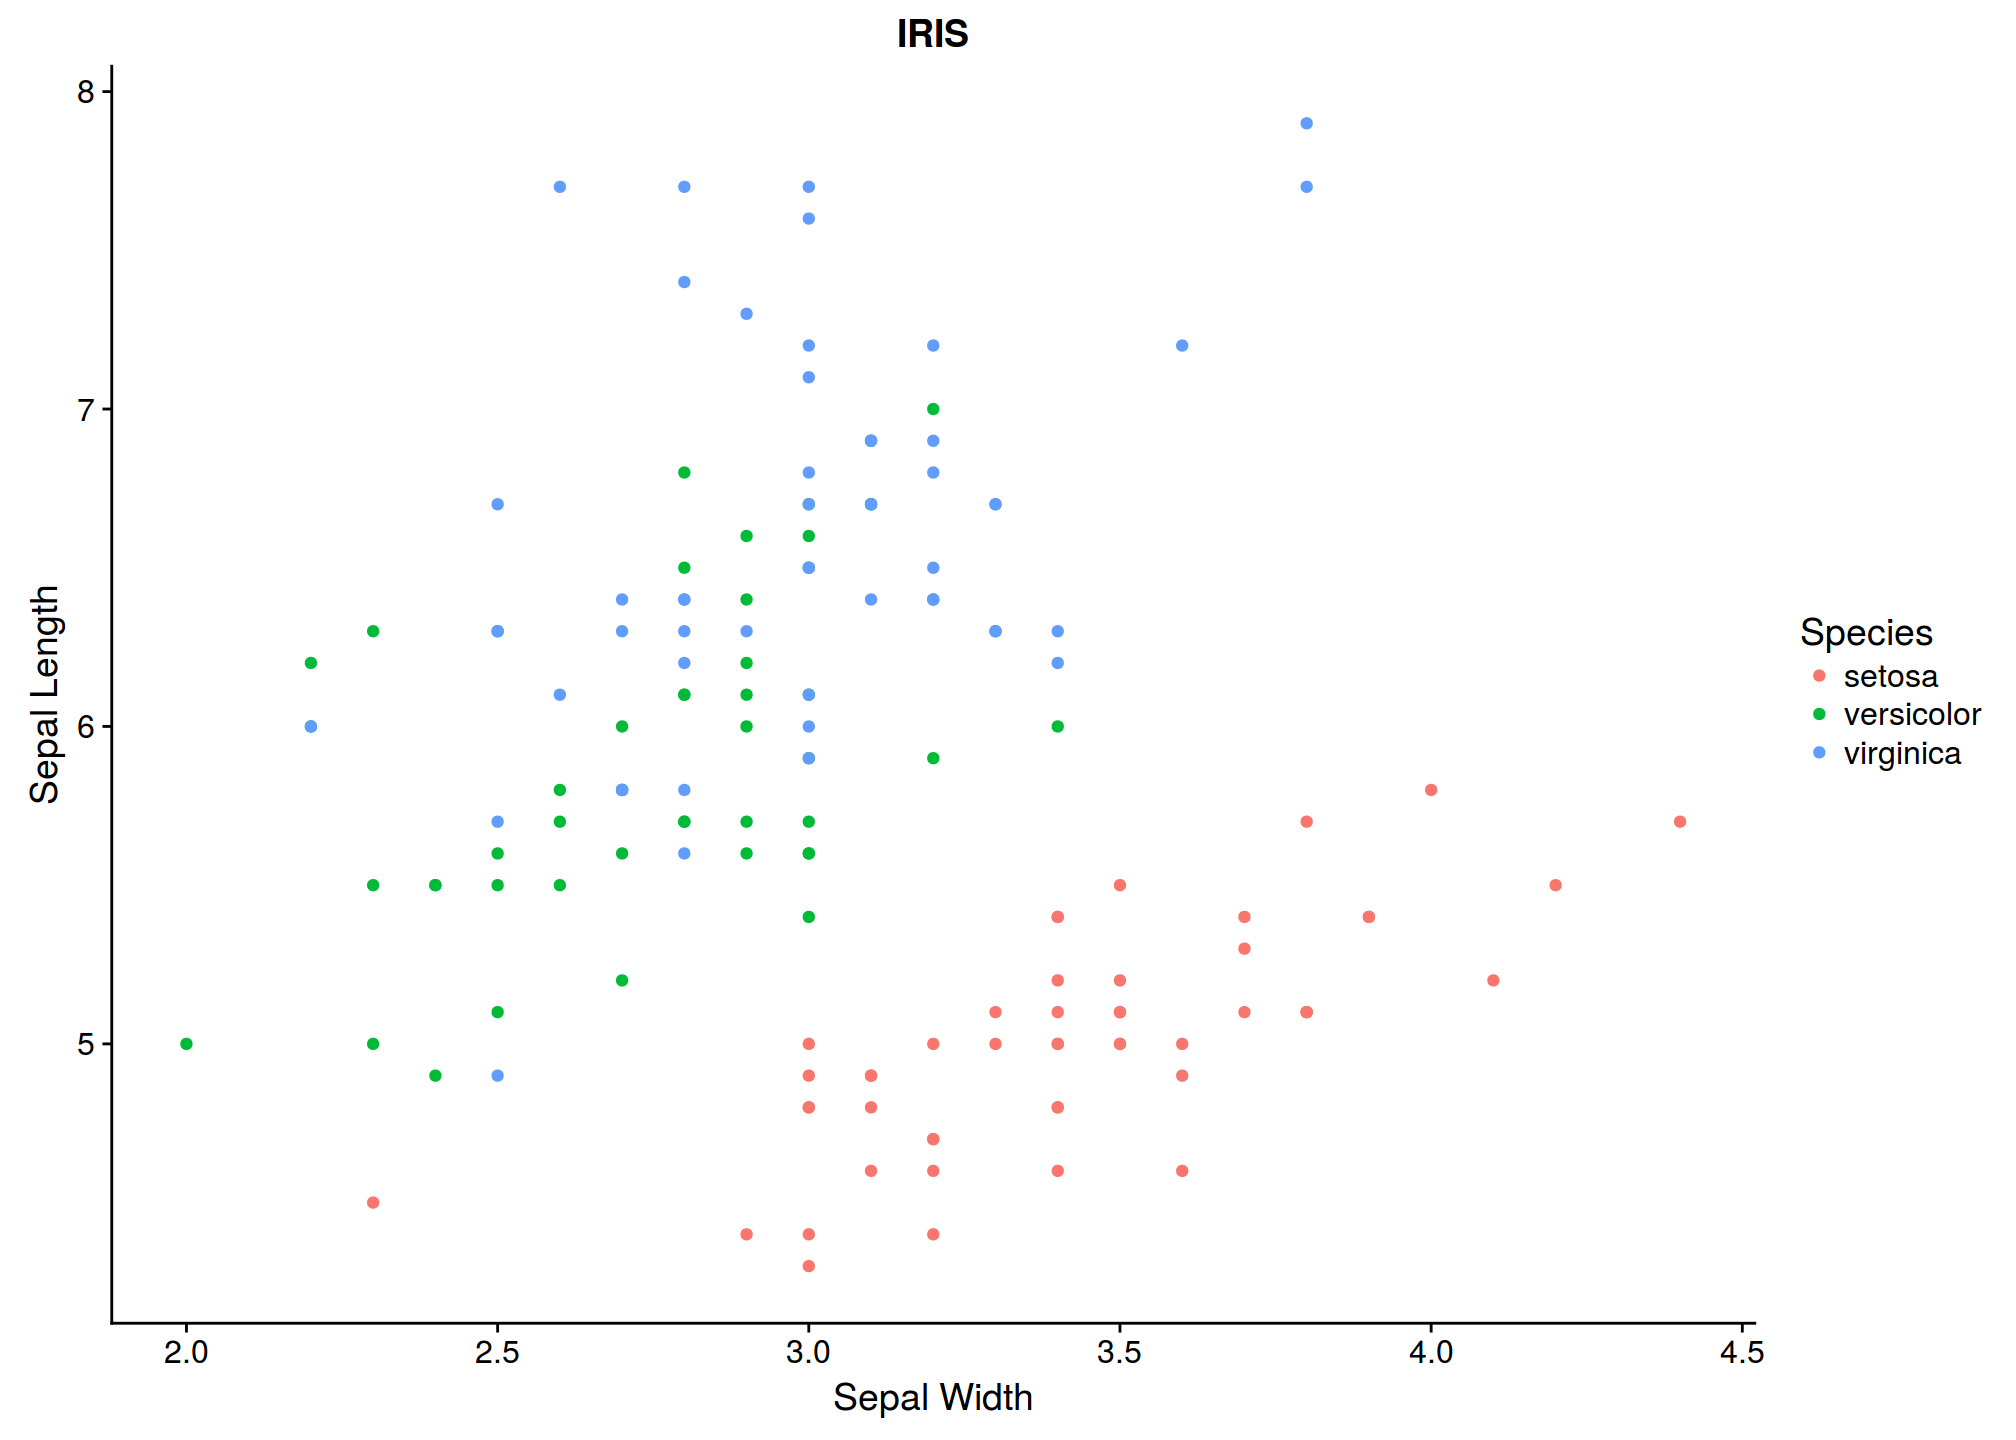 IRIS
8
7
6
5
Sepal Length
2.0 2.5 3.0 3.5 4.0 4.5
Sepal Width
Species
setosa
versicolor
virginica